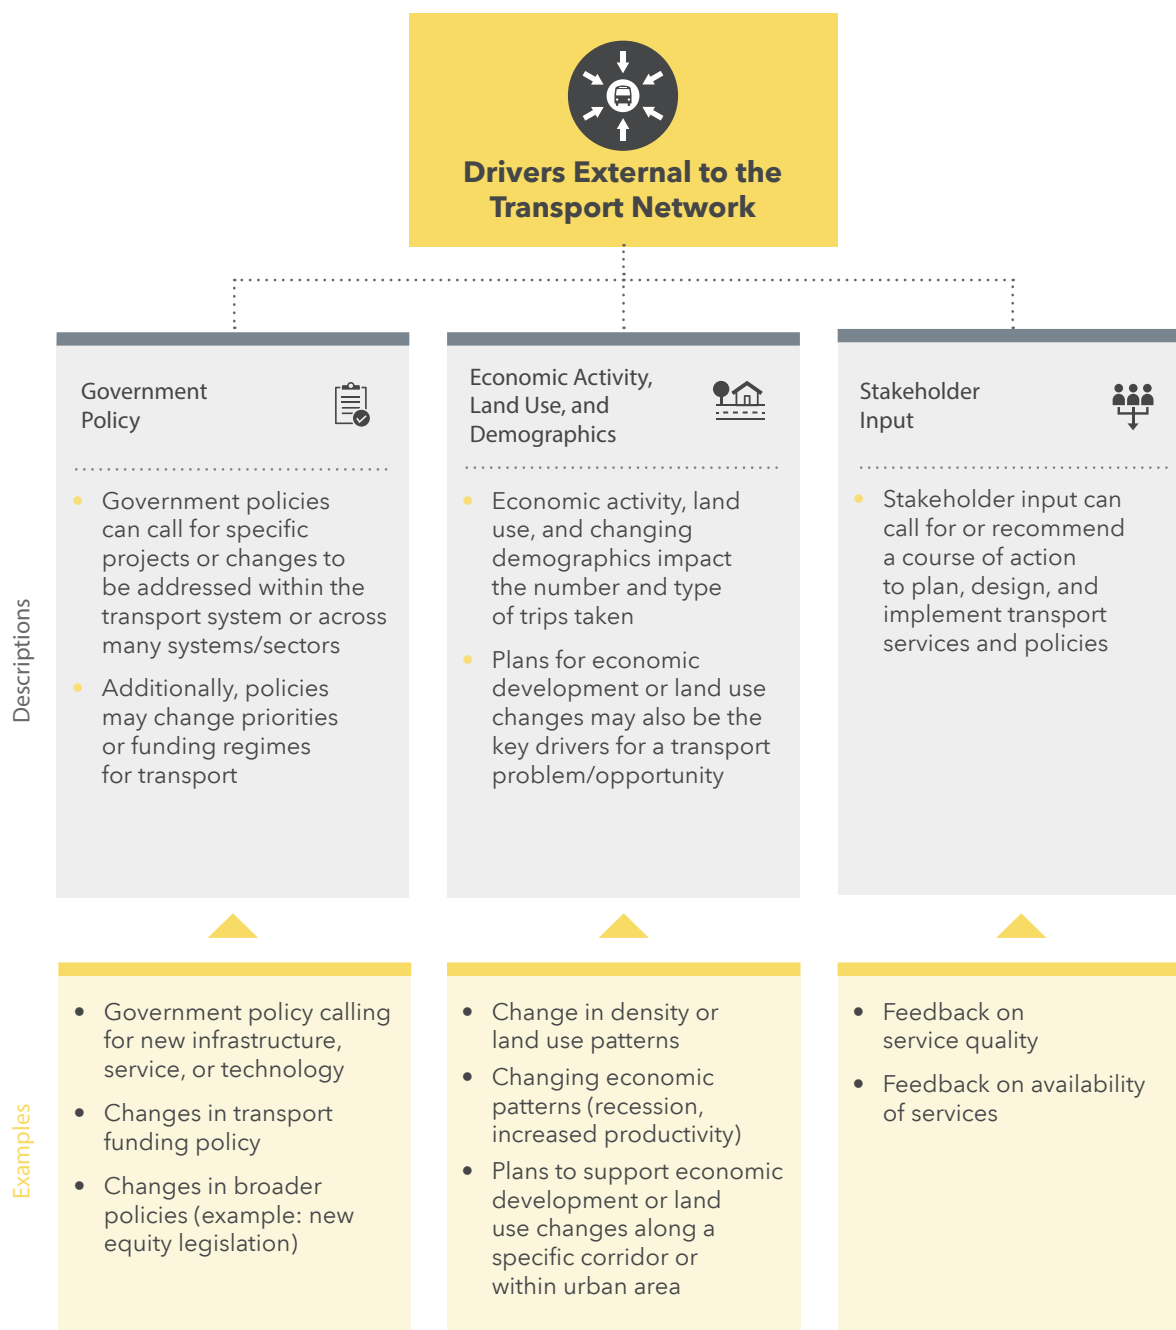 Drivers External to the
Transport Network
Government
Policy
Economic Activity,
Land Use, and
Demographics
Stakeholder
Input
Descriptions
• Government policies
can call for specific
projects or changes to
be addressed within the
transport system or across
many systems/sectors
• Additionally, policies
may change priorities
or funding regimes
for transport
• Economic activity, land
use, and changing
demographics impact
the number and type
of trips taken
• Plans for economic
development or land use
changes may also be the
key drivers for a transport
problem/opportunity
• Stakeholder input can
call for or recommend
a course of action
to plan, design, and
implement transport
services and policies
Examples
• Government policy calling
for new infrastructure,
service, or technology
• Changes in transport
funding policy
• Changes in broader
policies (example: new
equity legislation)
• Change in density or
land use patterns
• Changing economic
patterns (recession,
increased productivity)
• Plans to support economic
development or land
use changes along a
specific corridor or
within urban area
• Feedback on
service quality
• Feedback on availability
of services